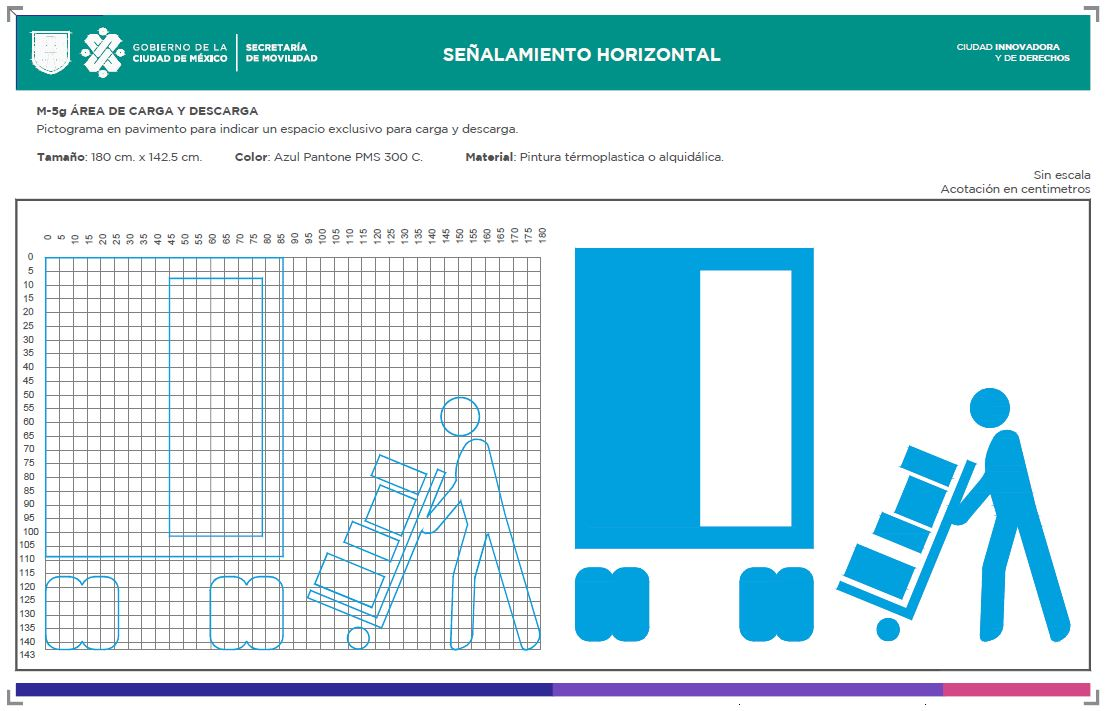 GOBIERNO DE LA
CIUDAD DE MÉXICO
SECRETARÍA
DE MOVILIDAD
SEÑALAMIENTO HORIZONTAL
CIUDAD INNOVADORA
Y DE DERECHOS
M-5g ÁREA DE CARGA Y DESCARGA
Pictograma en pavimento para indicar un espacio exclusivo para carga y descarga.
Tamaño: 180 cm. x 142.5 cm. Color: Azul Pantone PMS 300 C. Material: Pintura térmoplastica o alquidálica.
Sin escala
Acotación en centimetros
0 5 10 15 20 25 30 35 40 45 50 55 60 65 70 75 80 85 90 95 100 105 110 115 120 125 130 135 140 145 150 155 160 165 170 175 180
0
5
10
15
20
25
30
35
40
45
50
55
60
65
70
75
80
85
90
95
100
105
110
115
120
125
130
135
140
143